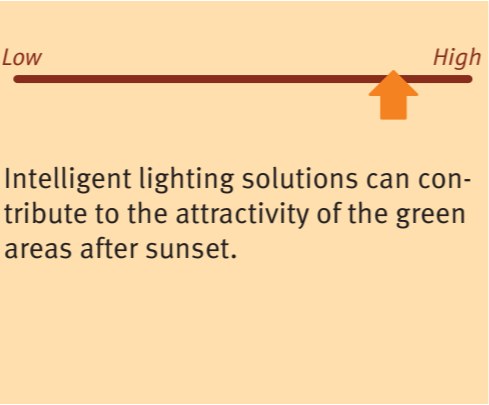 Low High
Intelligent lighting solutions can con-
tribute to the attractivity of the green
areas after sunset.